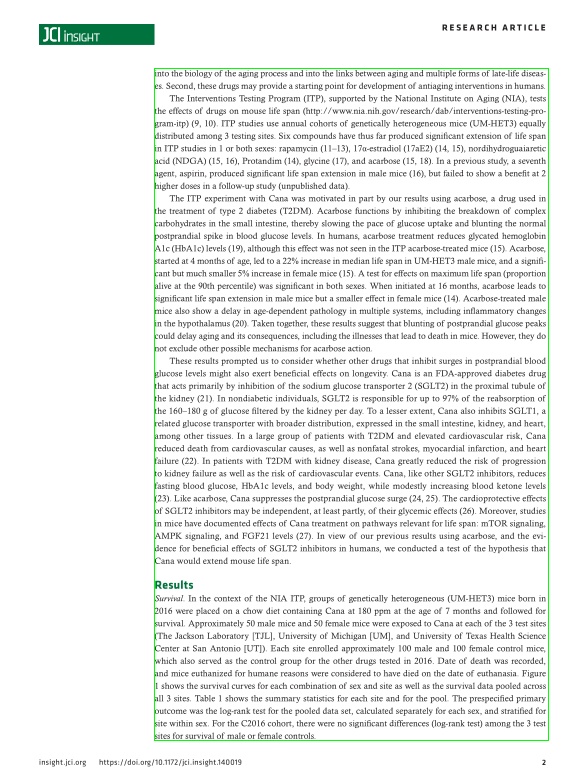 JCI INSIGHT
RESEARCH ARTICLE
into the biology of the aging process and into the links between aging and multiple forms of late-life diseas-
es. Second, these drugs may provide a starting point for development of antiaging interventions in humans.
The Interventions Testing Program (ITP), supported by the National Institute on Aging (NIA), tests
the effects of drugs on mouse life span (http://www.nia.nih.gov/research/dab/interventions-testing-pro-
gram-itp) (9, 10). ITP studies use annual cohorts of genetically heterogeneous mice (UM-HET3) equally
distributed among 3 testing sites. Six compounds have thus far produced significant extension of life span
in ITP studies in 1 or both sexes: rapamycin (11–13), 17α-estradiol (17aE2) (14, 15), nordihydroguaiaretic
acid (NDGA) (15, 16), Protandim (14), glycine (17), and acarbose (15, 18). In a previous study, a seventh
agent, aspirin, produced significant life span extension in male mice (16), but failed to show a benefit at 2
higher doses in a follow-up study (unpublished data).
The ITP experiment with Cana was motivated in part by our results using acarbose, a drug used in
the treatment of type 2 diabetes (T2DM). Acarbose functions by inhibiting the breakdown of complex
carbohydrates in the small intestine, thereby slowing the pace of glucose uptake and blunting the normal
postprandial spike in blood glucose levels. In humans, acarbose treatment reduces glycated hemoglobin
A1c (HbA1c) levels (19), although this effect was not seen in the ITP acarbose-treated mice (15). Acarbose,
started at 4 months of age, led to a 22% increase in median life span in UM-HET3 male mice, and a signifi-
cant but much smaller 5% increase in female mice (15). A test for effects on maximum life span (proportion
alive at the 90th percentile) was significant in both sexes. When initiated at 16 months, acarbose leads to
significant life span extension in male mice but a smaller effect in female mice (14). Acarbose-treated male
mice also show a delay in age-dependent pathology in multiple systems, including inflammatory changes
in the hypothalamus (20). Taken together, these results suggest that blunting of postprandial glucose peaks
could delay aging and its consequences, including the illnesses that lead to death in mice. However, they do
not exclude other possible mechanisms for acarbose action.
These results prompted us to consider whether other drugs that inhibit surges in postprandial blood
glucose levels might also exert beneficial effects on longevity. Cana is an FDA-approved diabetes drug
that acts primarily by inhibition of the sodium glucose transporter 2 (SGLT2) in the proximal tubule of
the kidney (21). In nondiabetic individuals, SGLT2 is responsible for up to 97% of the reabsorption of
the 160–180 g of glucose filtered by the kidney per day. To a lesser extent, Cana also inhibits SGLT1, a
related glucose transporter with broader distribution, expressed in the small intestine, kidney, and heart,
among other tissues. In a large group of patients with T2DM and elevated cardiovascular risk, Cana
reduced death from cardiovascular causes, as well as nonfatal strokes, myocardial infarction, and heart
failure (22). In patients with T2DM with kidney disease, Cana greatly reduced the risk of progression
to kidney failure as well as the risk of cardiovascular events. Cana, like other SGLT2 inhibitors, reduces
fasting blood glucose, HbA1c levels, and body weight, while modestly increasing blood ketone levels
(23). Like acarbose, Cana suppresses the postprandial glucose surge (24, 25). The cardioprotective effects
of SGLT2 inhibitors may be independent, at least partly, of their glycemic effects (26). Moreover, studies
in mice have documented effects of Cana treatment on pathways relevant for life span: mTOR signaling,
AMPK signaling, and FGF21 levels (27). In view of our previous results using acarbose, and the evi-
dence for beneficial effects of SGLT2 inhibitors in humans, we conducted a test of the hypothesis that
Cana would extend mouse life span.
Results
Survival. In the context of the NIA ITP, groups of genetically heterogeneous (UM-HET3) mice born in
2016 were placed on a chow diet containing Cana at 180 ppm at the age of 7 months and followed for
survival. Approximately 50 male mice and 50 female mice were exposed to Cana at each of the 3 test sites
(The Jackson Laboratory [TJL], University of Michigan [UM], and University of Texas Health Science
Center at San Antonio [UT]). Each site enrolled approximately 100 male and 100 female control mice,
which also served as the control group for the other drugs tested in 2016. Date of death was recorded,
and mice euthanized for humane reasons were considered to have died on the date of euthanasia. Figure
1 shows the survival curves for each combination of sex and site as well as the survival data pooled across
all 3 sites. Table 1 shows the summary statistics for each site and for the pool. The prespecified primary
outcome was the log-rank test for the pooled data set, calculated separately for each sex, and stratified for
site within sex. For the C2016 cohort, there were no significant differences (log-rank test) among the 3 test
sites for survival of male or female controls.
insight.jci.org https://doi.org/10.1172/jci.insight.140019
2